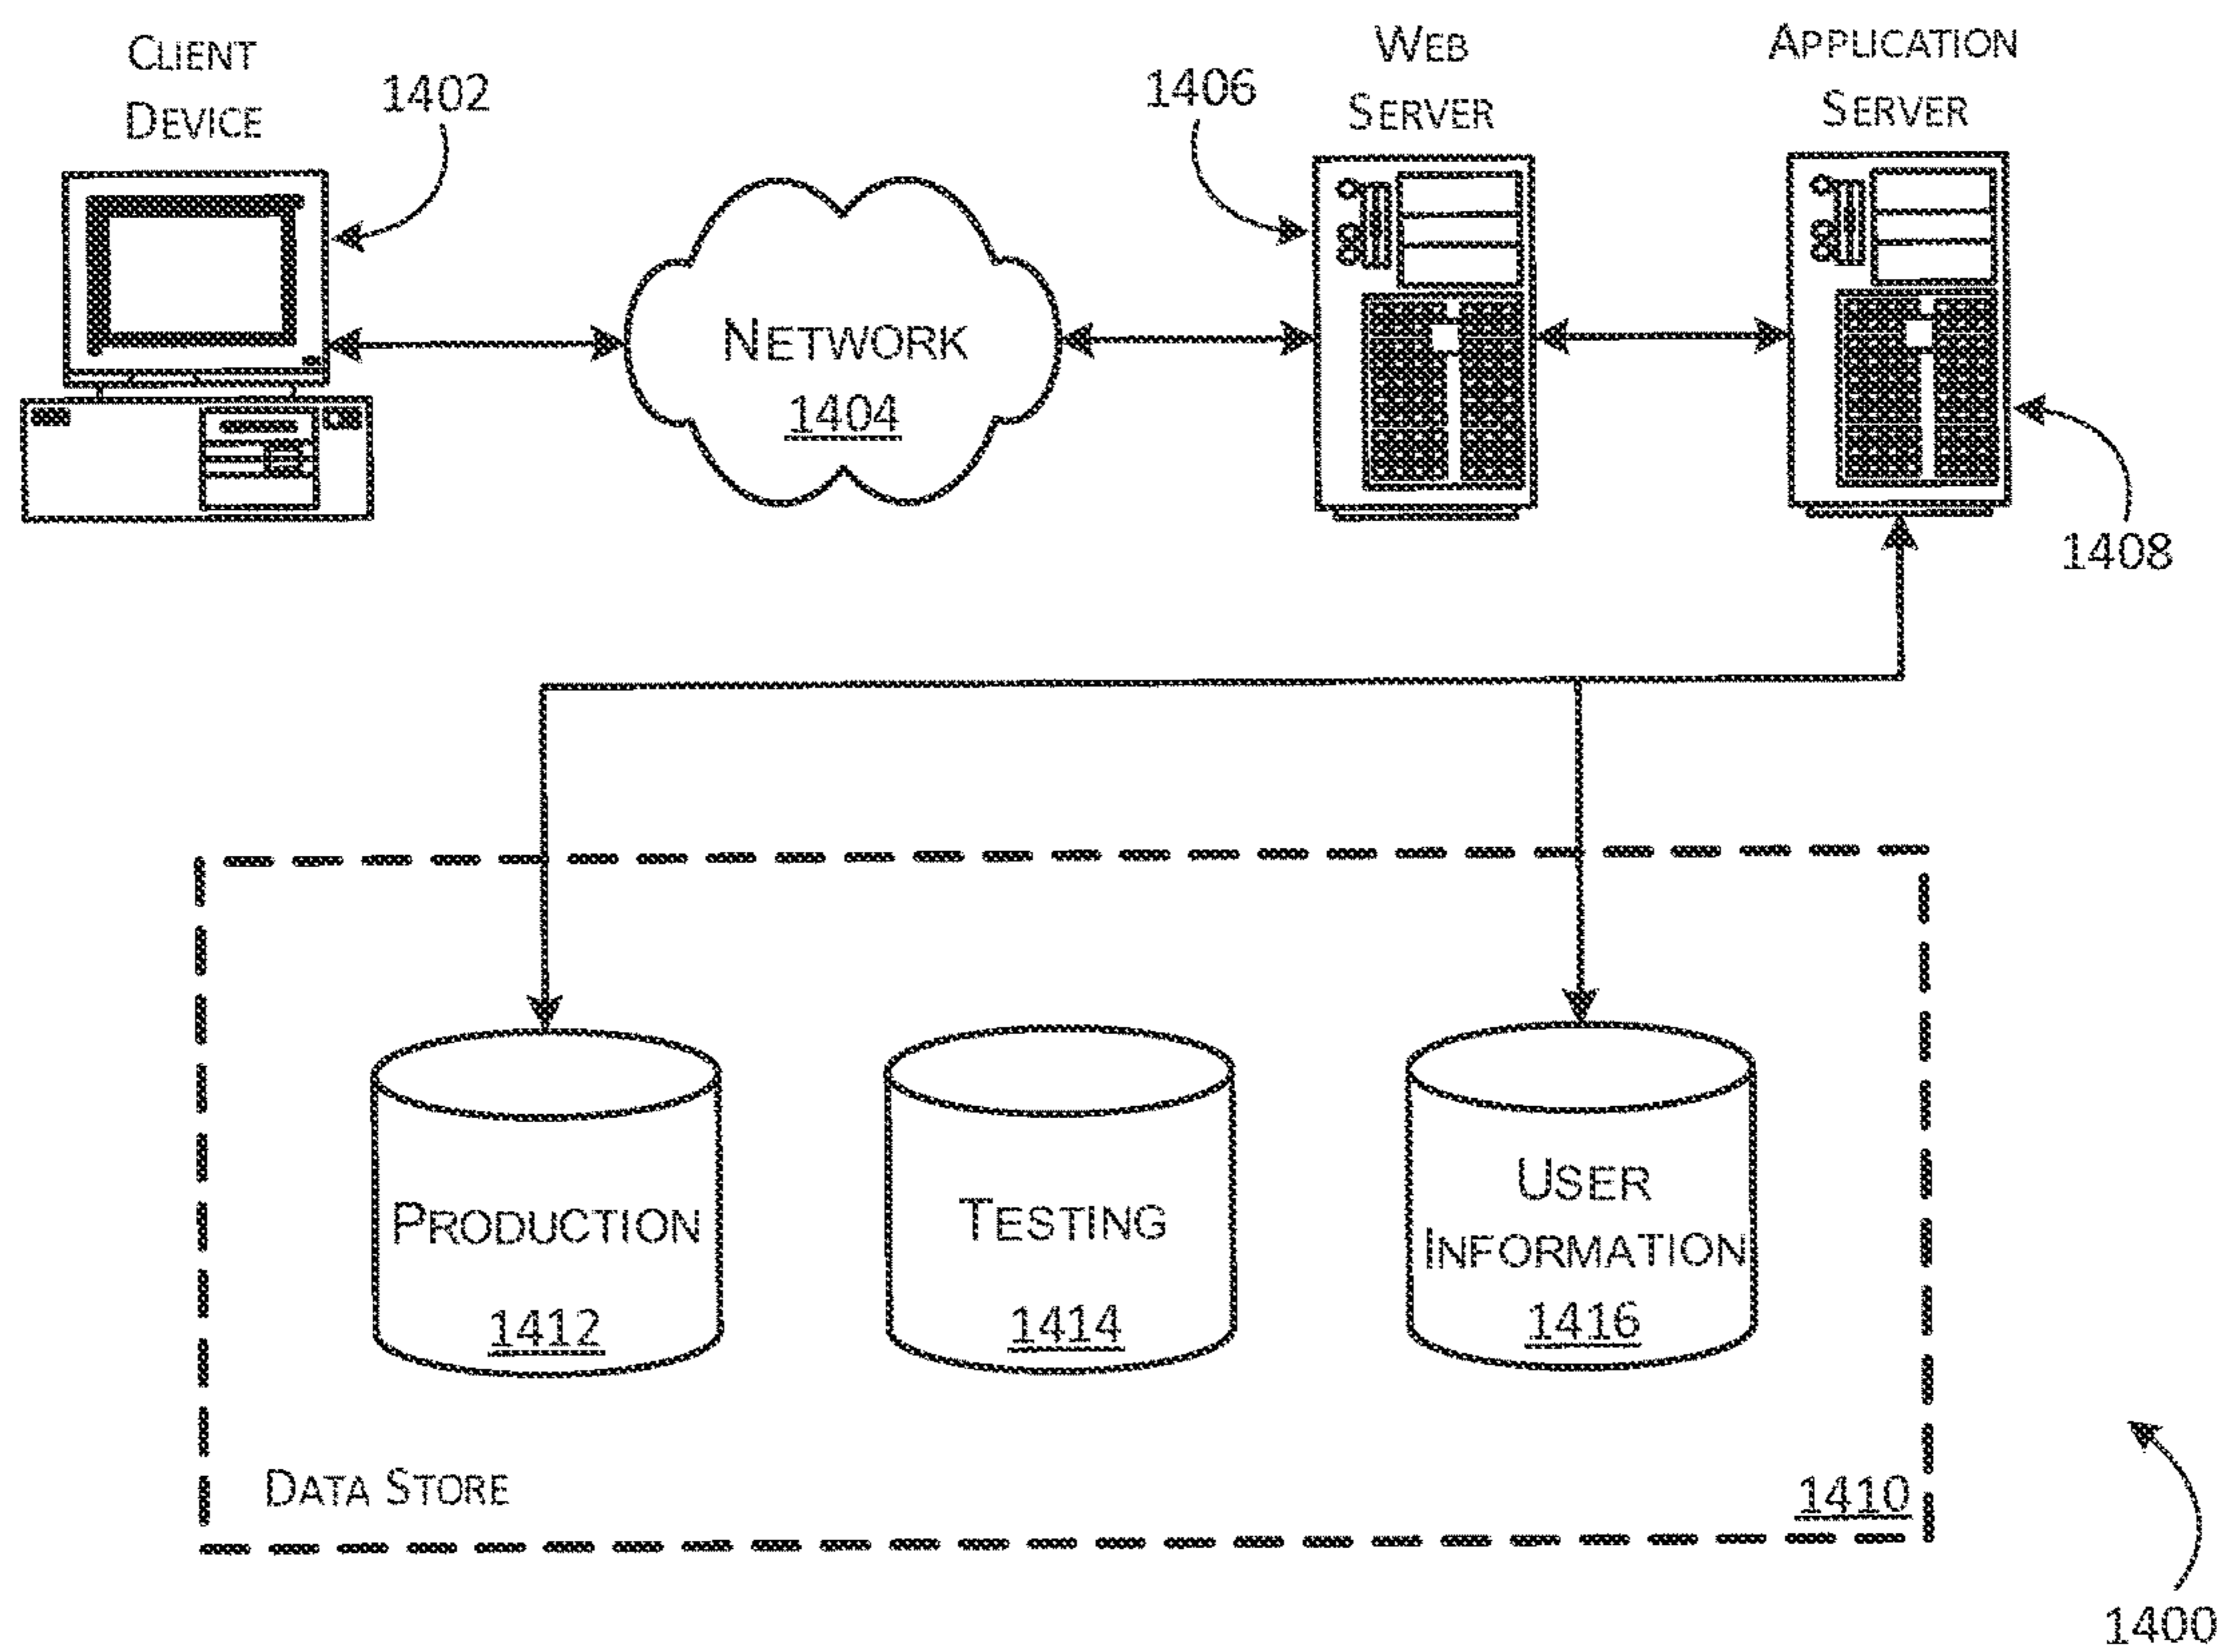 CLIENT
DEVICE
1402
1406
WEB
SERVER
APPLICATION
SERVER
NETWORK
1404
1408
PRODUCTION
1412
TESTING
1414
USER
INFORMATION
1416
DATA STORE
1410
1400